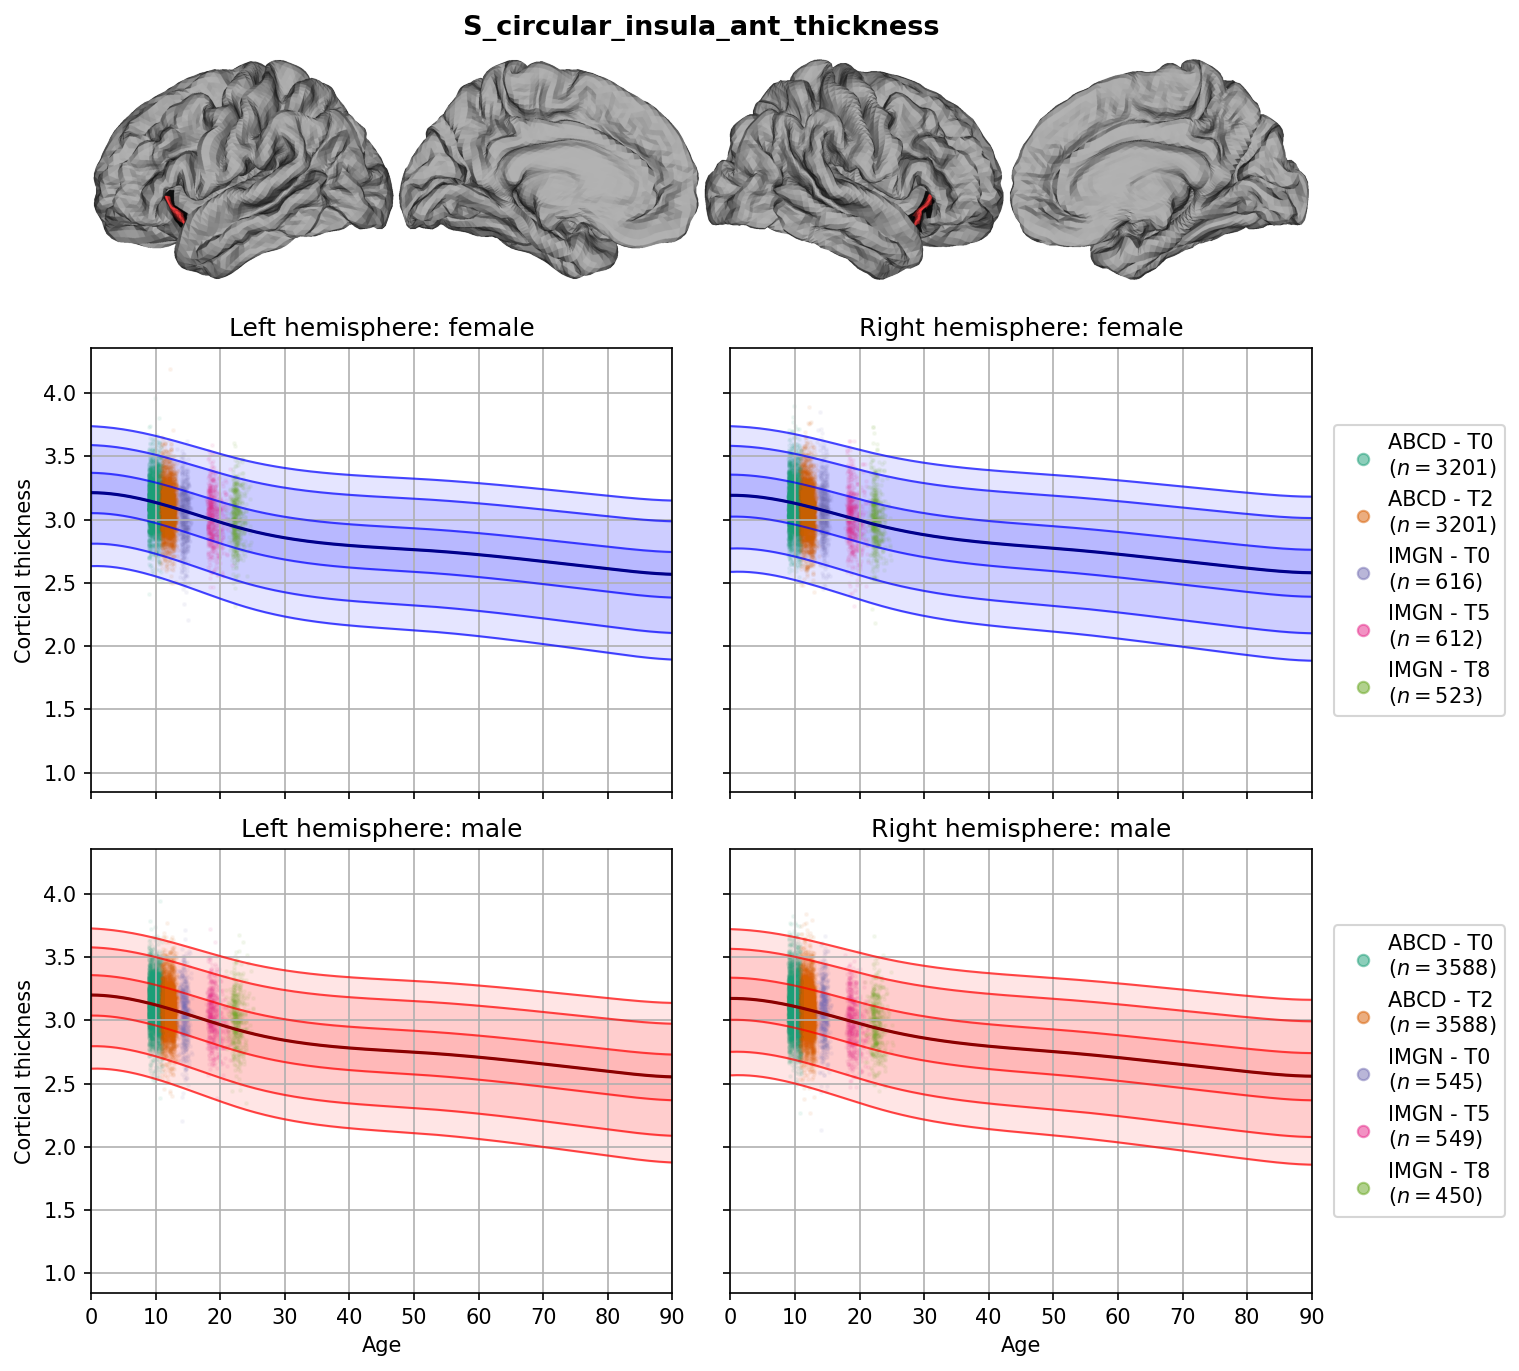 S_circular_insula_ant_thickness
Left hemisphere: female
Right hemisphere: female
Cortical thickness
4.0
3.5
3.0
2.5
2.0
1.5
1.0
ABCD - T0
(n = 3201)
ABCD - T2
(n = 3201)
IMGN - T0
(n = 616)
IMGN - T5
(n = 612)
IMGN - T8
(n = 523)
Left hemisphere: male
Right hemisphere: male
Cortical thickness
4.0
3.5
3.0
2.5
2.0
1.5
1.0
0 10 20 30 40 50 60 70 80 90
Age
0 10 20 30 40 50 60 70 80 90
Age
ABCD - T0
(n = 3588)
ABCD - T2
(n = 3588)
IMGN - T0
(n = 545)
IMGN - T5
(n = 549)
IMGN - T8
(n = 450)